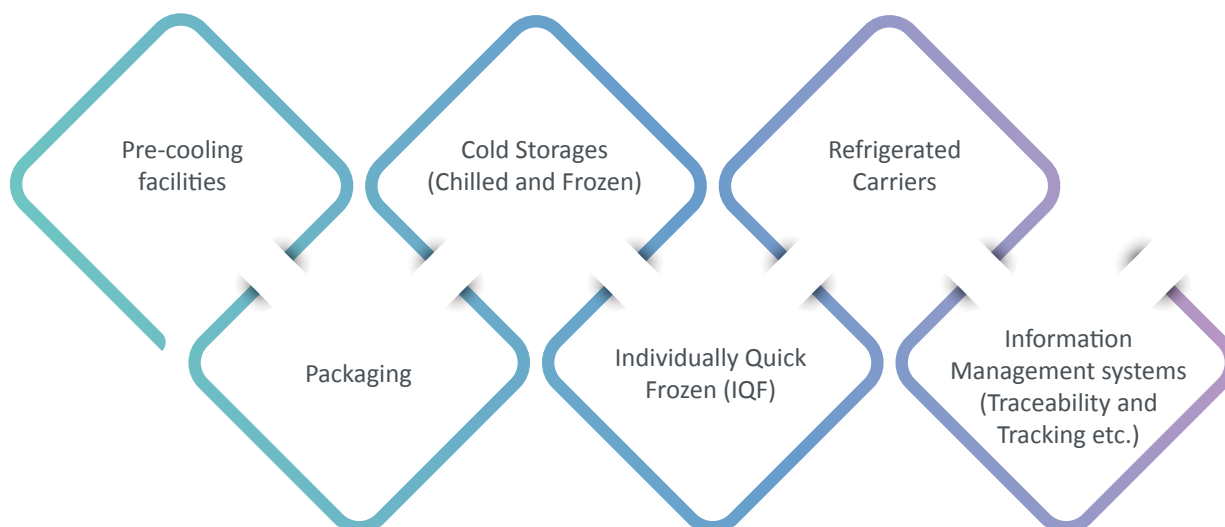 Pre-cooling
facilities
Cold Storages
(Chilled and Frozen)
Refrigerated
Carriers
Packaging
Individually Quick
Frozen (IQF)
Information
Management systems
(Traceability and
Tracking etc.)